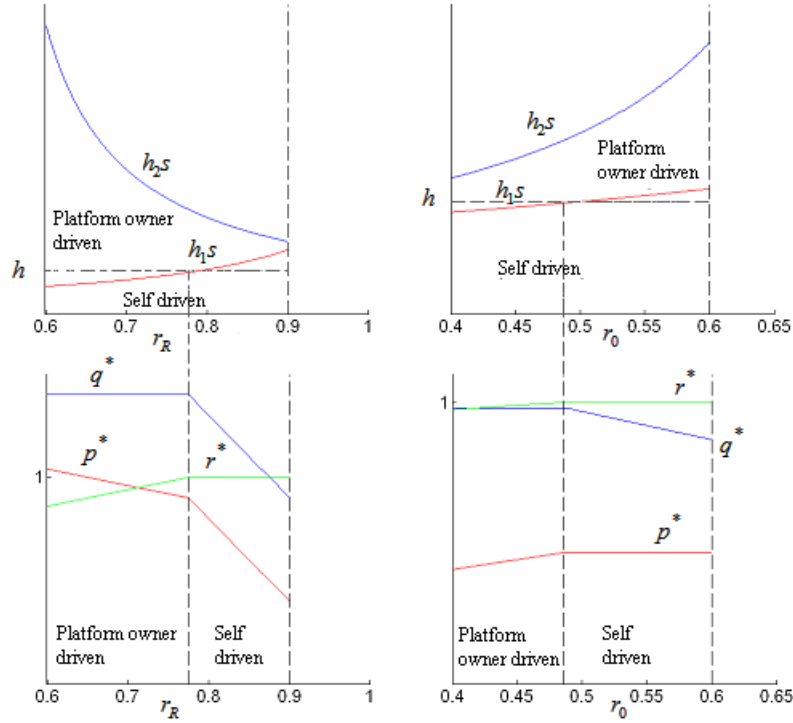 h₂s
Platform owner
driven
h₁s
h
Self driven
0.6 0.7 0.8 0.9 1
r_R
h₂s
Platform
owner driven
h₁s
h
Self driven
0.4 0.45 0.5 0.55 0.6 0.65
r₀
q*
p*
r*
1
Platform owner
driven
Self
driven
0.6 0.7 0.8 0.9 1
r_R
r*
1
q*
p*
Platform
owner driven
Self
driven
0.4 0.45 0.5 0.55 0.6 0.65
r₀